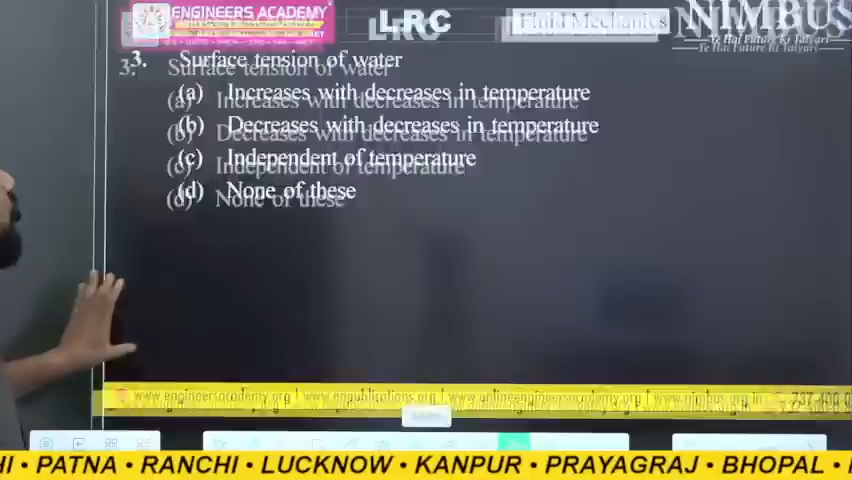 ENGINEERS ACADEMY
LRC
Fluid Mechanics
NIMBUS
Ye Hai Future Ki Taiyari
3. Surface tension of water
(a) Increases with decreases in temperature
(b) Decreases with decreases in temperature
(c) Independent of temperature
(d) None of these
www.engineersacademy.org | www.enpublications.org | www.onlineengineersacademy.org | www.nimbus.org.in
• PATNA • RANCHI • LUCKNOW • KANPUR • PRAYAGRAJ • BHOPAL •